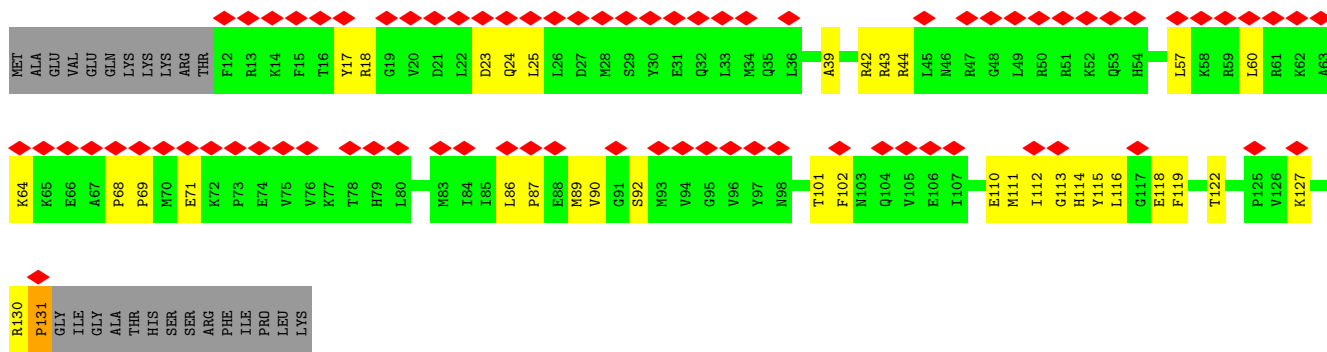 MET ALA GLU VAL GLU GLN LYS LYS LYS ARG THR F12 R13 K14 F15 T16 Y17 R18 G19 V20 D21 L22 D23 Q24 L25 L26 D27 M28 S29 Y30 E31 Q32 L33 M34 Q35 L36 A39 R42 R43 R44 L45 N46 R47 G48 L49 R50 R51 K52 Q53 H54 L57 K58 R59 L60 R61 K62 A63
K64 K65 E66 A67 P68 P69 M70 E71 K72 P73 E74 V75 V76 K77 T78 H79 L80 M83 I84 I85 L86 P87 E88 M89 V90 G91 S92 M93 V94 G95 V96 Y97 N98 T101 F102 N103 Q104 V105 E106 I107 E110 M111 I112 G113 H114 Y115 L116 G117 E118 F119 T122 P125 V126 K127
R130 P131 GLY ILE GLY ALA THR HIS SER SER ARG PHE ILE PRO LEU LYS